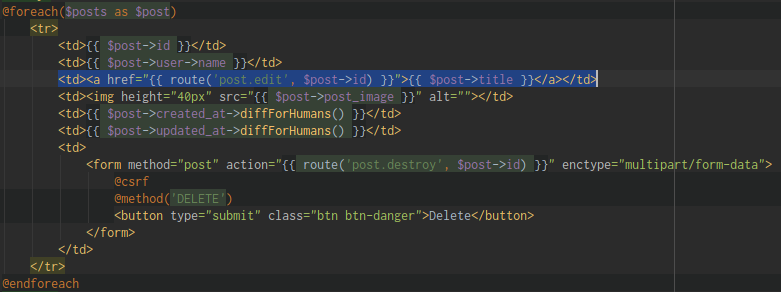 @foreach($posts as $post)
<tr>
<td>{{ $post->id }}</td>
<td>{{ $post->user->name }}</td>
<td><a href="{{ route('post.edit', $post->id) }}">{{ $post->title }}</a></td>
<td><img height="40px" src="{{ $post->post_image }}" alt=""></td>
<td>{{ $post->created_at->diffForHumans() }}</td>
<td>{{ $post->updated_at->diffForHumans() }}</td>
<td>
<form method="post" action="{{ route('post.destroy', $post->id) }}" enctype="multipart/form-data">
@csrf
@method('DELETE')
<button type="submit" class="btn btn-danger">Delete</button>
</form>
</td>
</tr>
@endforeach